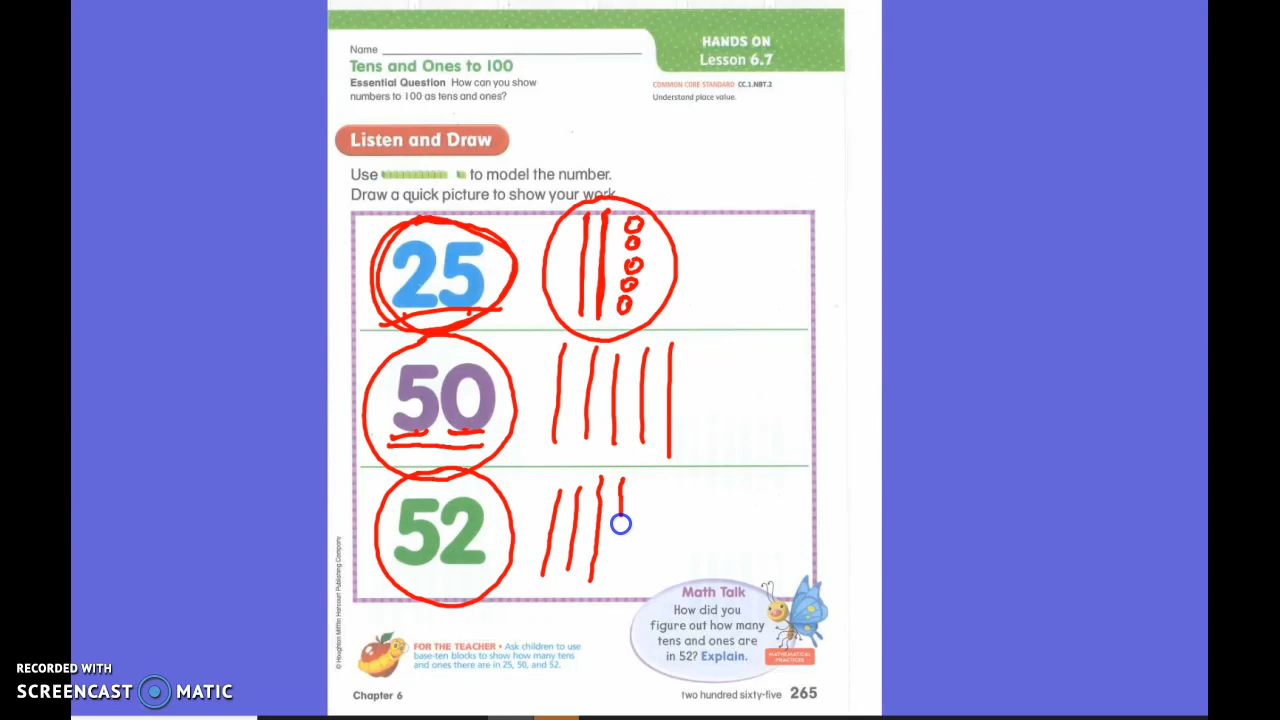 HANDS ON
Lesson 6.7
Name
Tens and Ones to 100
Essential Question How can you show
numbers to 100 as tens and ones?
COMMON CORE STANDARD CC.1.NBT.2
Understand place value.
Listen and Draw
Use to model the number.
Draw a quick picture to show your work.
25
50
52
Math Talk
How did you
figure out how many
tens and ones are
in 52? Explain.
MATHEMATICAL
PRACTICES
FOR THE TEACHER • Ask children to use
base-ten blocks to show how many tens
and ones there are in 25, 50, and 52.
© Houghton Mifflin Harcourt Publishing Company
Chapter 6
two hundred sixty-five 265
RECORDED WITH
SCREENCAST MATIC